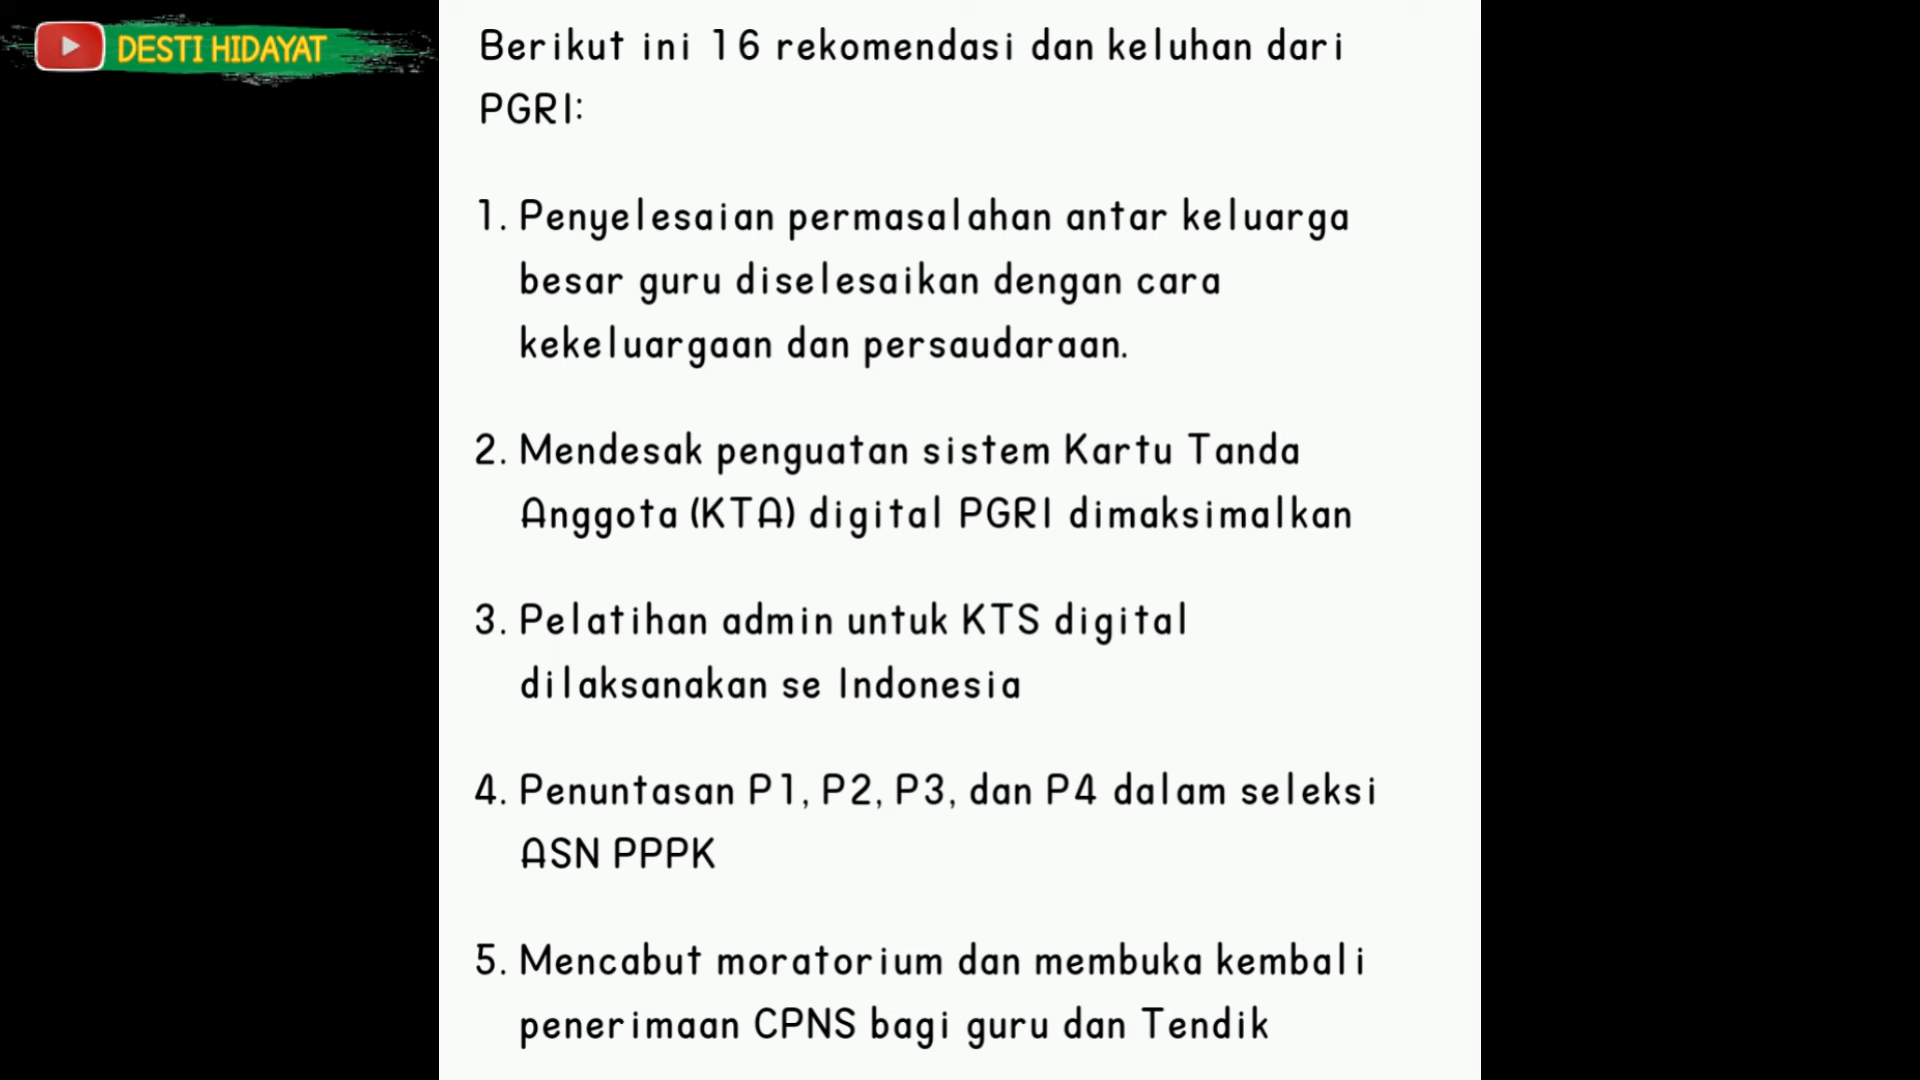 DESTI HIDAYAT
Berikut ini 16 rekomendasi dan keluhan dari
PGRI:
1. Penyelesaian permasalahan antar keluarga
besar guru diselesaikan dengan cara
kekeluargaan dan persaudaraan.
2. Mendesak penguatan sistem Kartu Tanda
Anggota (KTA) digital PGRI dimaksimalkan
3. Pelatihan admin untuk KTS digital
dilaksanakan se Indonesia
4. Penuntasan P1, P2, P3, dan P4 dalam seleksi
ASN PPPK
5. Mencabut moratorium dan membuka kembali
penerimaan CPNS bagi guru dan Tendik